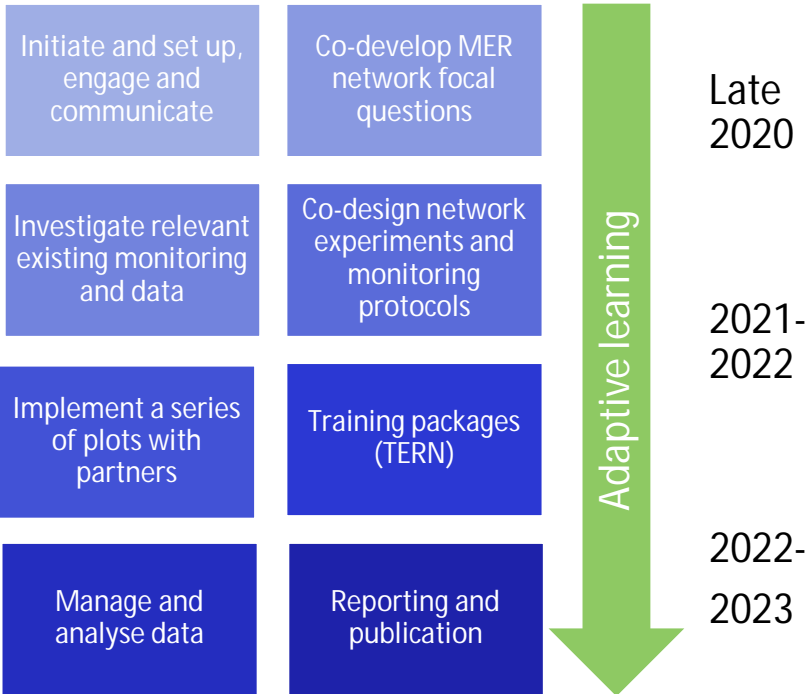 Initiate and set up,
engage and
communicate
Co-develop MER
network focal
questions
Late
2020
Investigate relevant
existing monitoring
and data
Co-design network
experiments and
monitoring
protocols
Adaptive learning
2021-
2022
Implement a series
of plots with
partners
Training packages
(TERN)
2022-
2023
Manage and
analyse data
Reporting and
publication